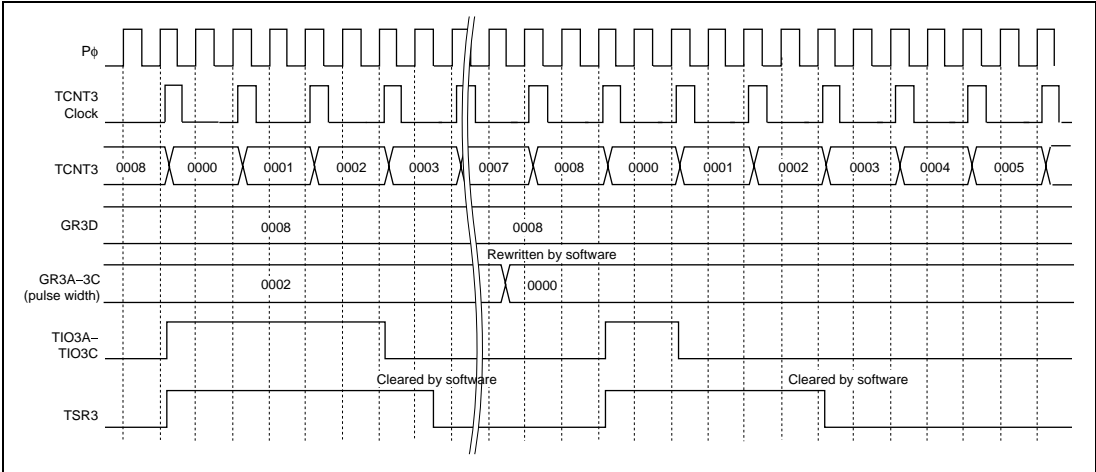 Pϕ
TCNT3
Clock
TCNT3 0008 0000 0001 0002 0003 0007 0008 0000 0001 0002 0003 0004 0005
GR3D 0008 0008
Rewritten by software
GR3A–3C
(pulse width) 0002 0000
TIO3A–
TIO3C
Cleared by software Cleared by software
TSR3